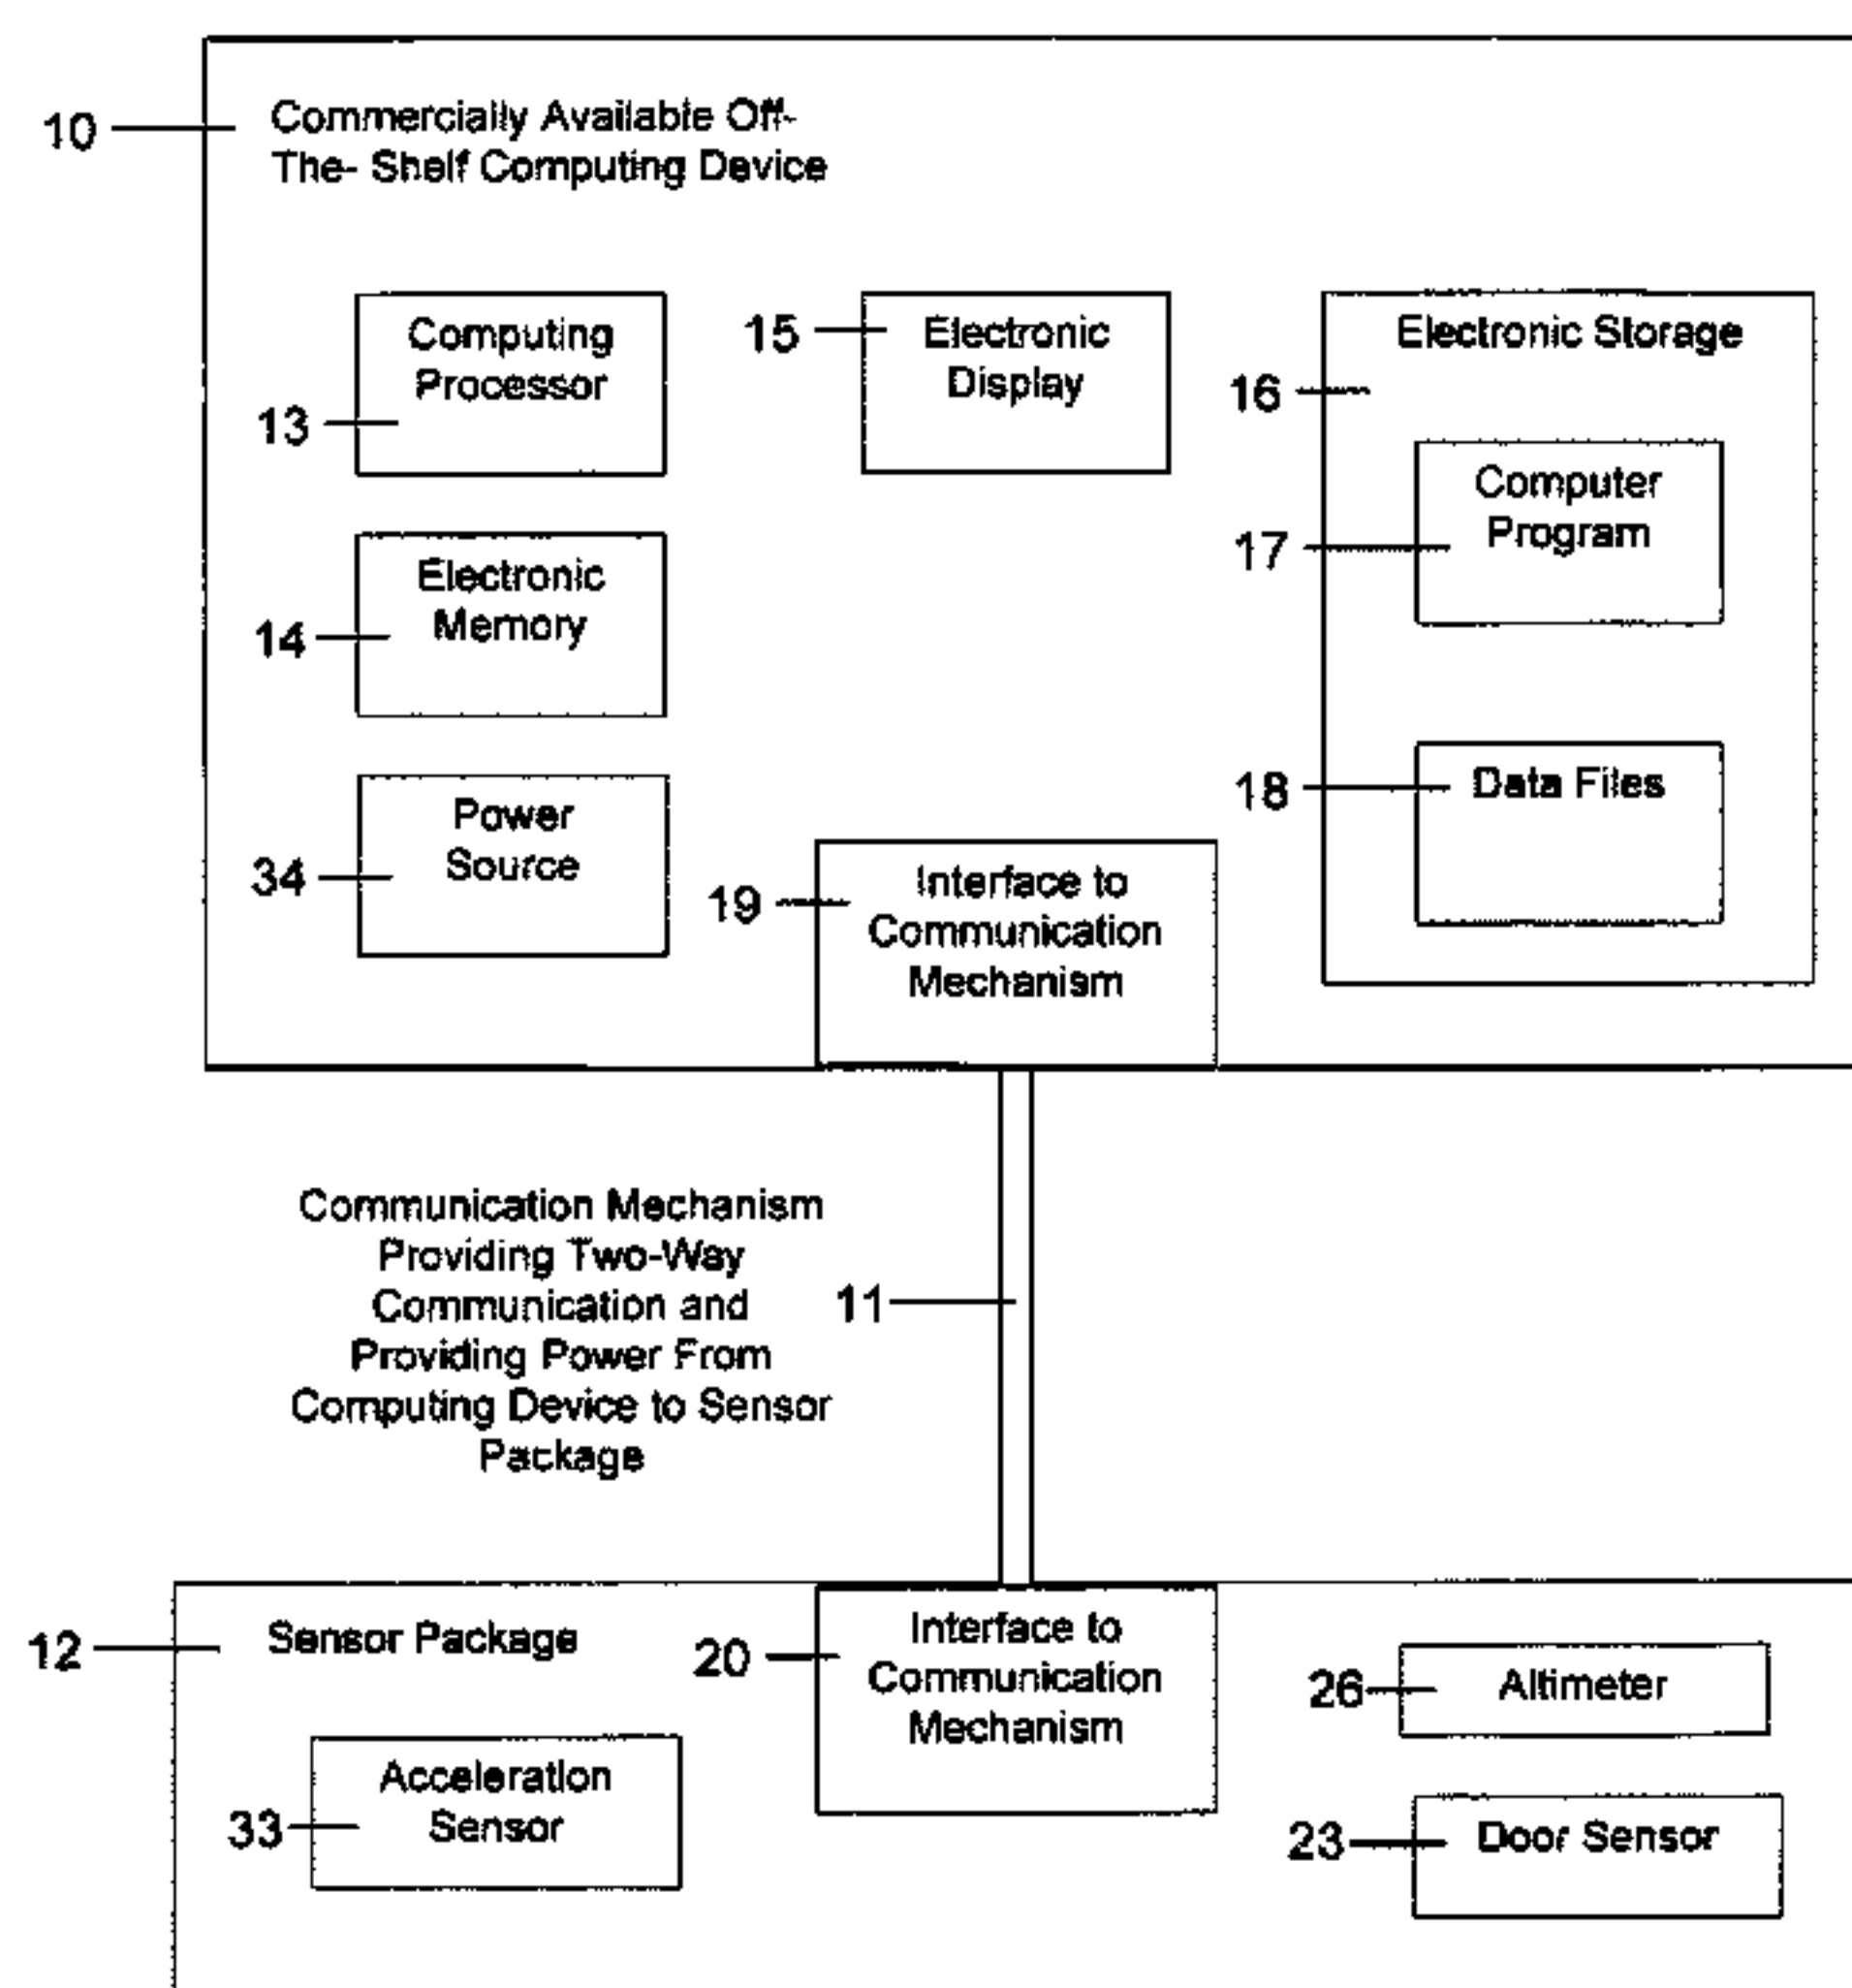 10
Commercially Available Off-
The- Shelf Computing Device
Computing
Processor
13
15
Electronic
Display
Electronic Storage
16
Computer
Program
17
Electronic
Memory
14
Data Files
18
Power
Source
34
19
Interface to
Communication
Mechanism
Communication Mechanism
Providing Two-Way
Communication and
Providing Power From
Computing Device to Sensor
Package
11
12
Sensor Package
20
Interface to
Communication
Mechanism
26
Altimeter
Acceleration
Sensor
33
23
Door Sensor